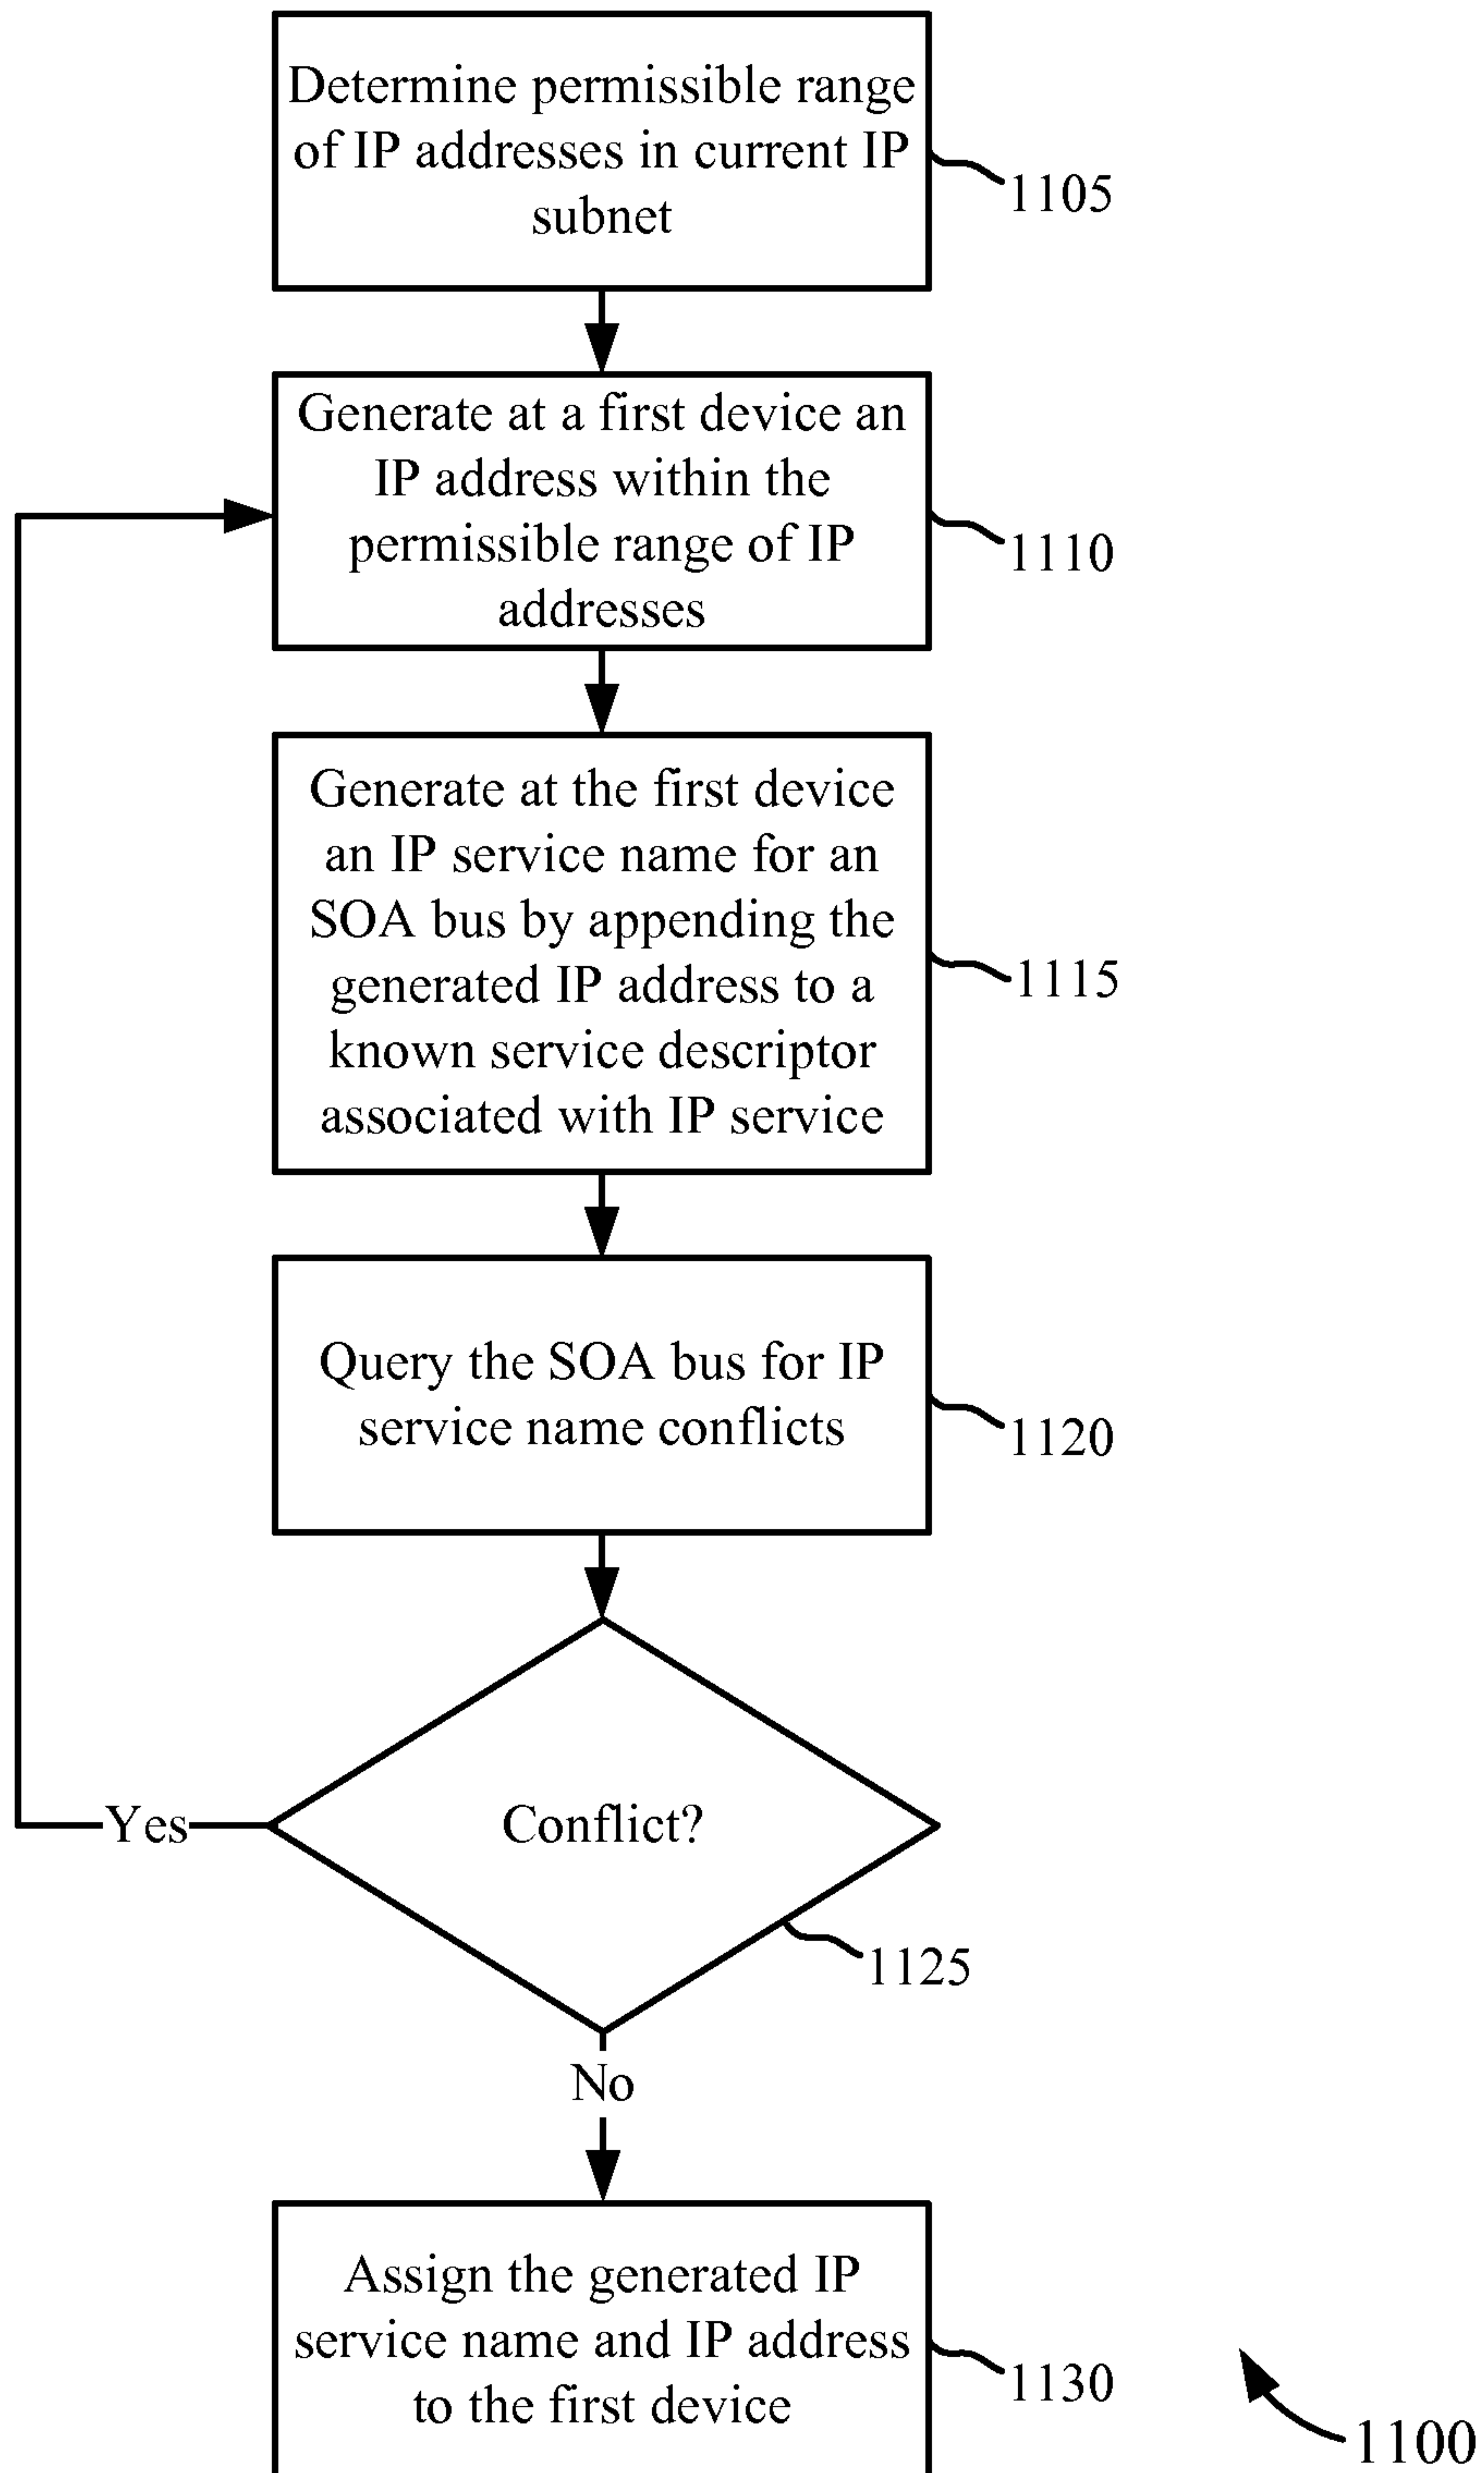 Determine permissible range
of IP addresses in current IP
subnet
1105
Generate at a first device an
IP address within the
permissible range of IP
addresses
1110
Generate at the first device
an IP service name for an
SOA bus by appending the
generated IP address to a
known service descriptor
associated with IP service
1115
Query the SOA bus for IP
service name conflicts
1120
Conflict?
Yes
1125
No
Assign the generated IP
service name and IP address
to the first device
1130
1100